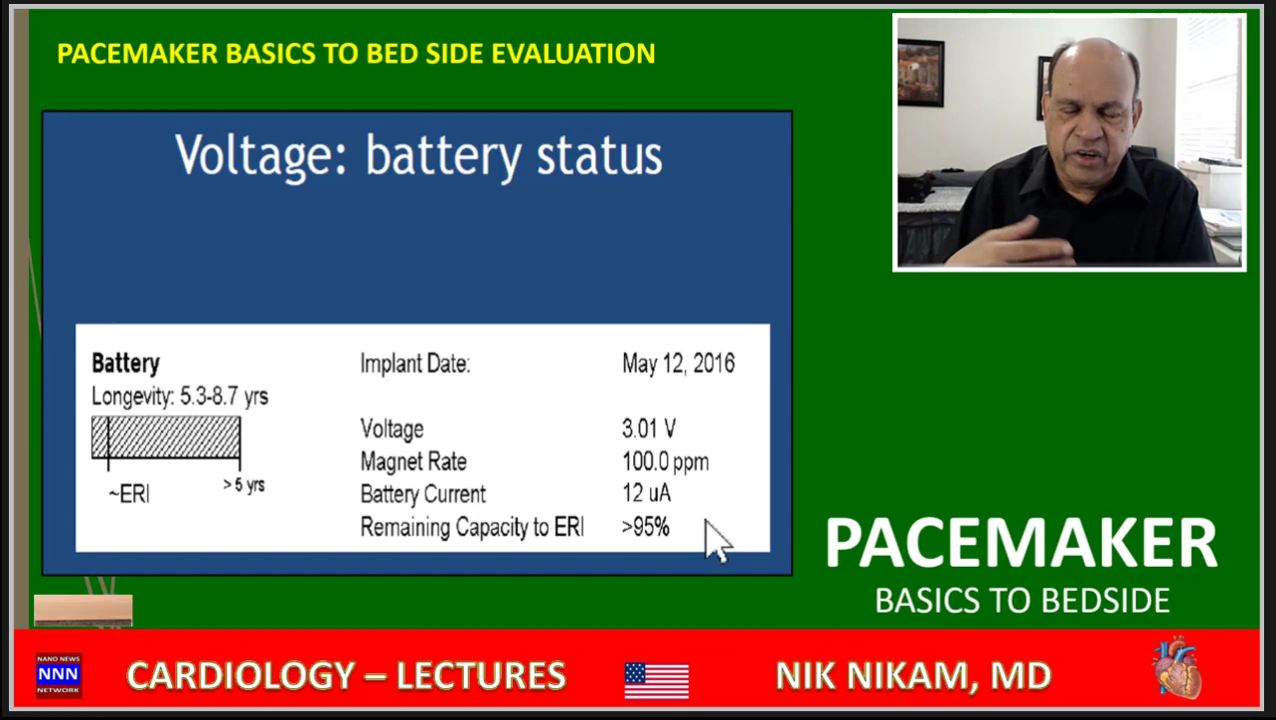 PACEMAKER BASICS TO BED SIDE EVALUATION
Voltage: battery status
Battery
Longevity: 5.3-8.7 yrs
~ERI
> 5 yrs
Implant Date: May 12, 2016
Voltage 3.01 V
Magnet Rate 100.0 ppm
Battery Current 12 uA
Remaining Capacity to ERI >95%
PACEMAKER
BASICS TO BEDSIDE
NANO NEWS
NNN
NETWORK
CARDIOLOGY – LECTURES
NIK NIKAM, MD